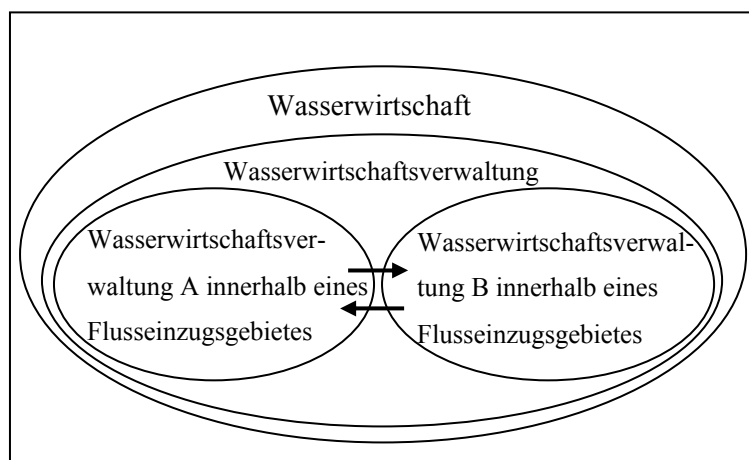 Wasserwirtschaft
Wasserwirtschaftsverwaltung
Wasserwirtschaftsver-
waltung A innerhalb eines
Flusseinzugsgebietes
Wasserwirtschaftsverwal-
tung B innerhalb eines
Flusseinzugsgebietes